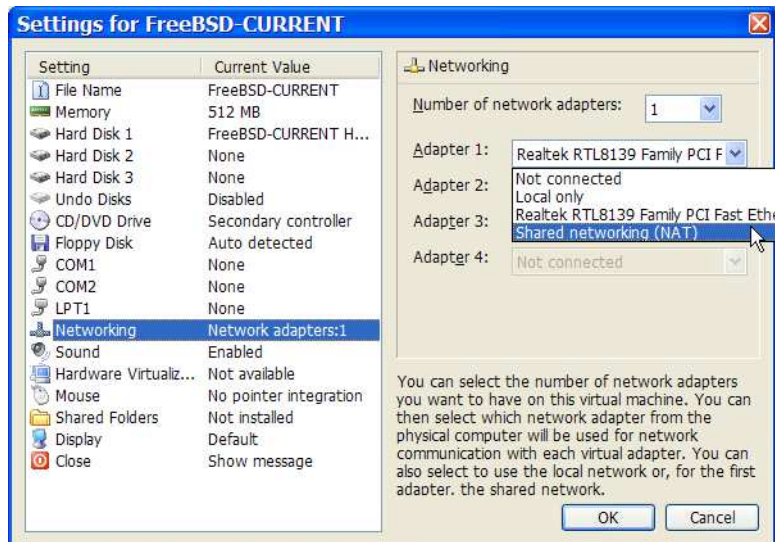 Settings for FreeBSD-CURRENT
Setting Current Value
File Name FreeBSD-CURRENT
Memory 512 MB
Hard Disk 1 FreeBSD-CURRENT H...
Hard Disk 2 None
Hard Disk 3 None
Undo Disks Disabled
CD/DVD Drive Secondary controller
Floppy Disk Auto detected
COM1 None
COM2 None
LPT1 None
Networking Network adapters:1
Sound Enabled
Hardware Virtualiz... Not available
Mouse No pointer integration
Shared Folders Not installed
Display Default
Close Show message
Networking
Number of network adapters: 1
Adapter 1: Realtek RTL8139 Family PCI F
Not connected
Adapter 2:
Local only
Realtek RTL8139 Family PCI Fast Ethe
Adapter 3:
Shared networking (NAT)
Adapter 4: Not connected
You can select the number of network adapters
you want to have on this virtual machine. You can
then select which network adapter from the
physical computer will be used for network
communication with each virtual adapter. You can
also select to use the local network or, for the first
adapter, the shared network.
OK Cancel